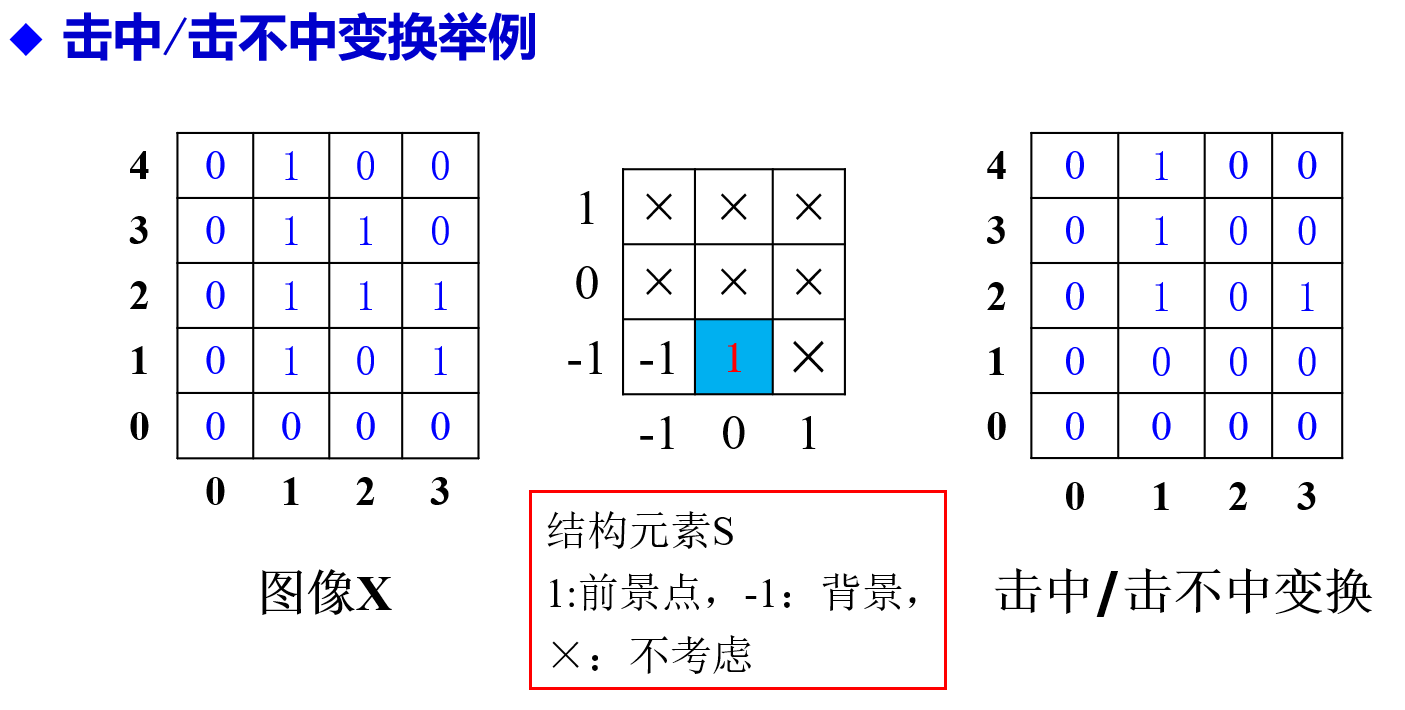 ◆ 击中/击不中变换举例
4 0 1 0 0
3 0 1 1 0
2 0 1 1 1
1 0 1 0 1
0 0 0 0 0
0 1 2 3
图像X
1 × × ×
0 × × ×
-1 -1 1 ×
-1 0 1
结构元素S
1:前景点，-1：背景，
×：不考虑
4 0 1 0 0
3 0 1 0 0
2 0 1 0 1
1 0 0 0 0
0 0 0 0 0
0 1 2 3
击中/击不中变换